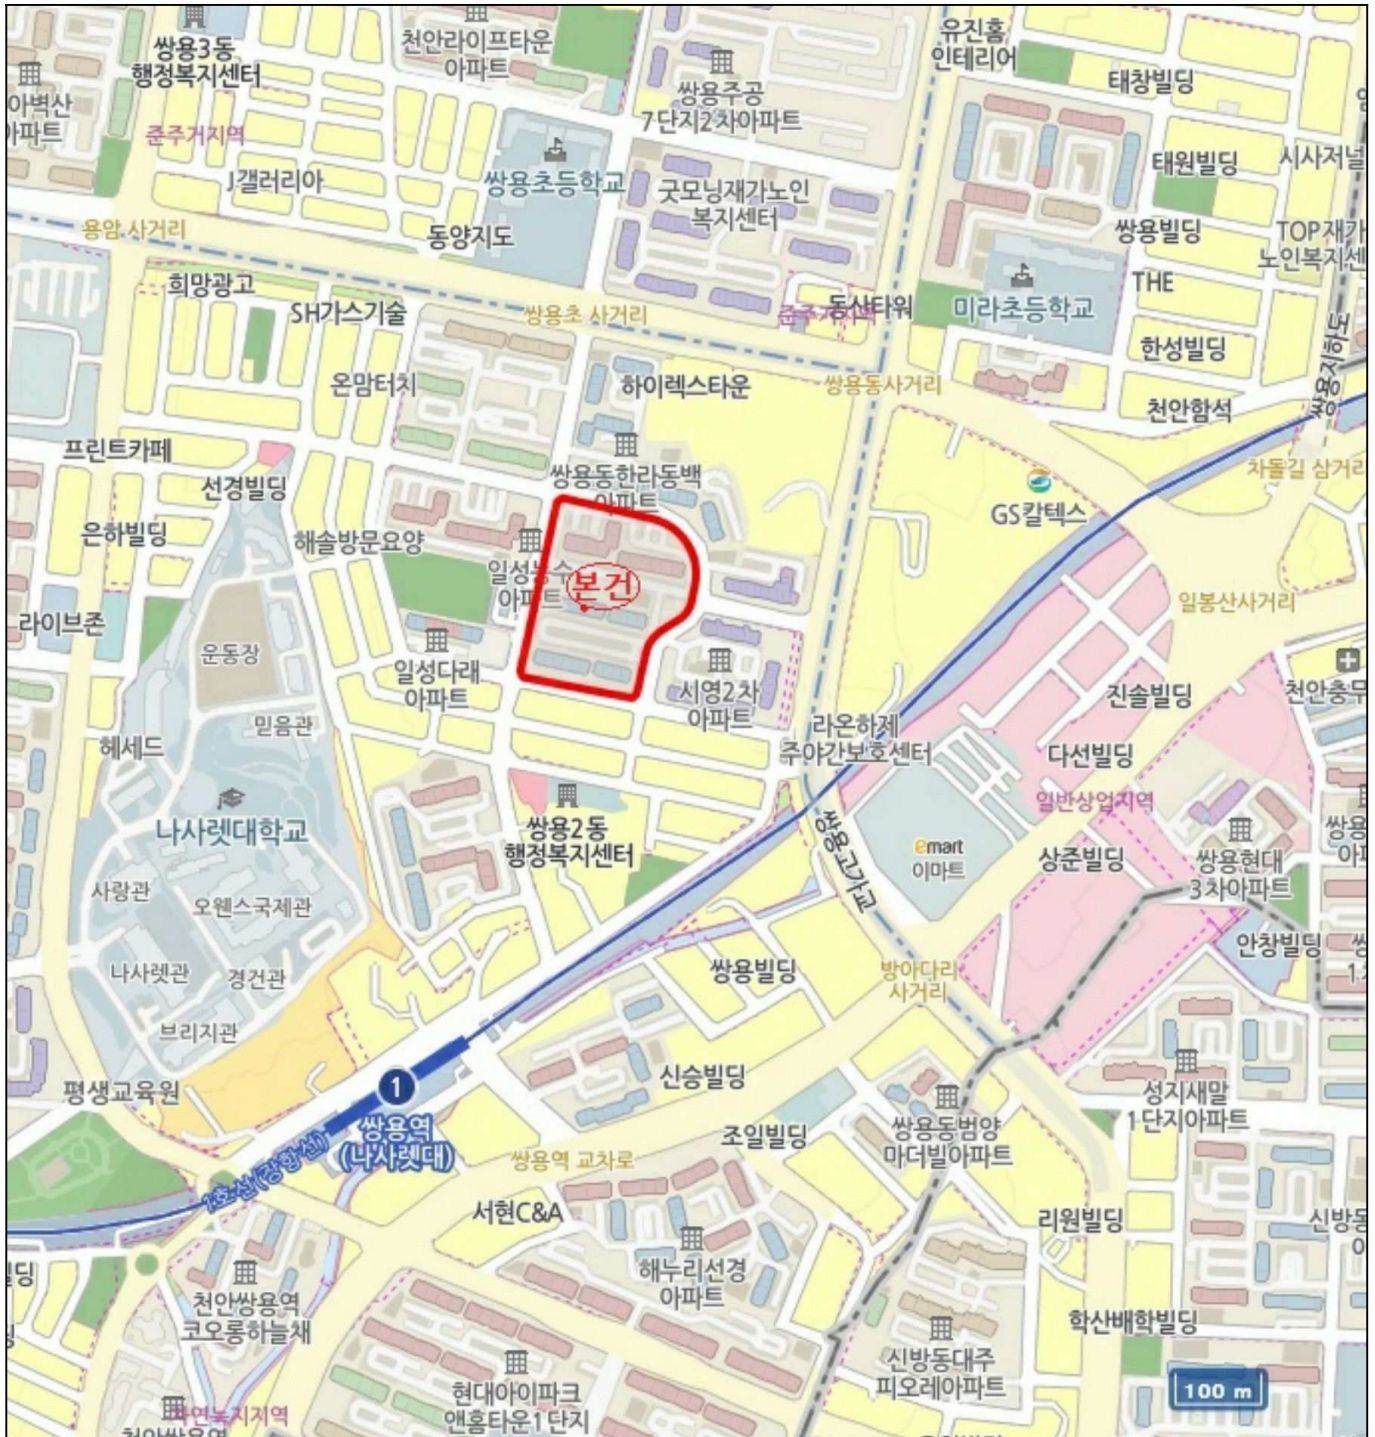 쌍용3동
행정복지센터
천안라이프타운
아파트
쌍용주공
7단지2차아파트
유진홈
인테리어
태창빌딩
아벽산
아파트
준주거지역
J갤러리아
쌍용초등학교
굿모닝재가노인
복지센터
태원빌딩
시사저널
용암 사거리
동양지도
쌍용빌딩
TOP재가
노인복지센
희망광고
SH가스기술
쌍용초 사거리
동산타워
미라초등학교
THE
한성빌딩
온맘터치
하이렉스타운
쌍용동사거리
천안함석
쌍용지하도
프린트카페
선경빌딩
쌍용동한라동백
아파트
GS칼텍스
차돌길 삼거리
은하빌딩
해솔방문요양
일성농수
아파트
본건
라이브존
운동장
일성다래
아파트
시영2차
아파트
일봉산사거리
진솔빌딩
천안충무
믿음관
헤세드
라온하제
주야간보호센터
다선빌딩
일반상업지역
나사렛대학교
쌍용2동
행정복지센터
쌍용고가교
emart
이마트
상준빌딩
쌍용현대
3차아파트
사랑관
오웬스국제관
안창빌딩
나사렛관
경건관
쌍용빌딩
방아다리
사거리
브리지관
평생교육원
1
쌍용역
(나사렛대)
신승빌딩
성지새말
1단지아파트
조일빌딩
쌍용동범양
마더빌아파트
쌍용역 교차로
서현C&A
리원빌딩
신방동
해누리선경
아파트
천안쌍용역
코오롱하늘채
학산배학빌딩
신방동대주
피오레아파트
현대아이파크
앤홈타운1단지
자연녹지지역
100 m